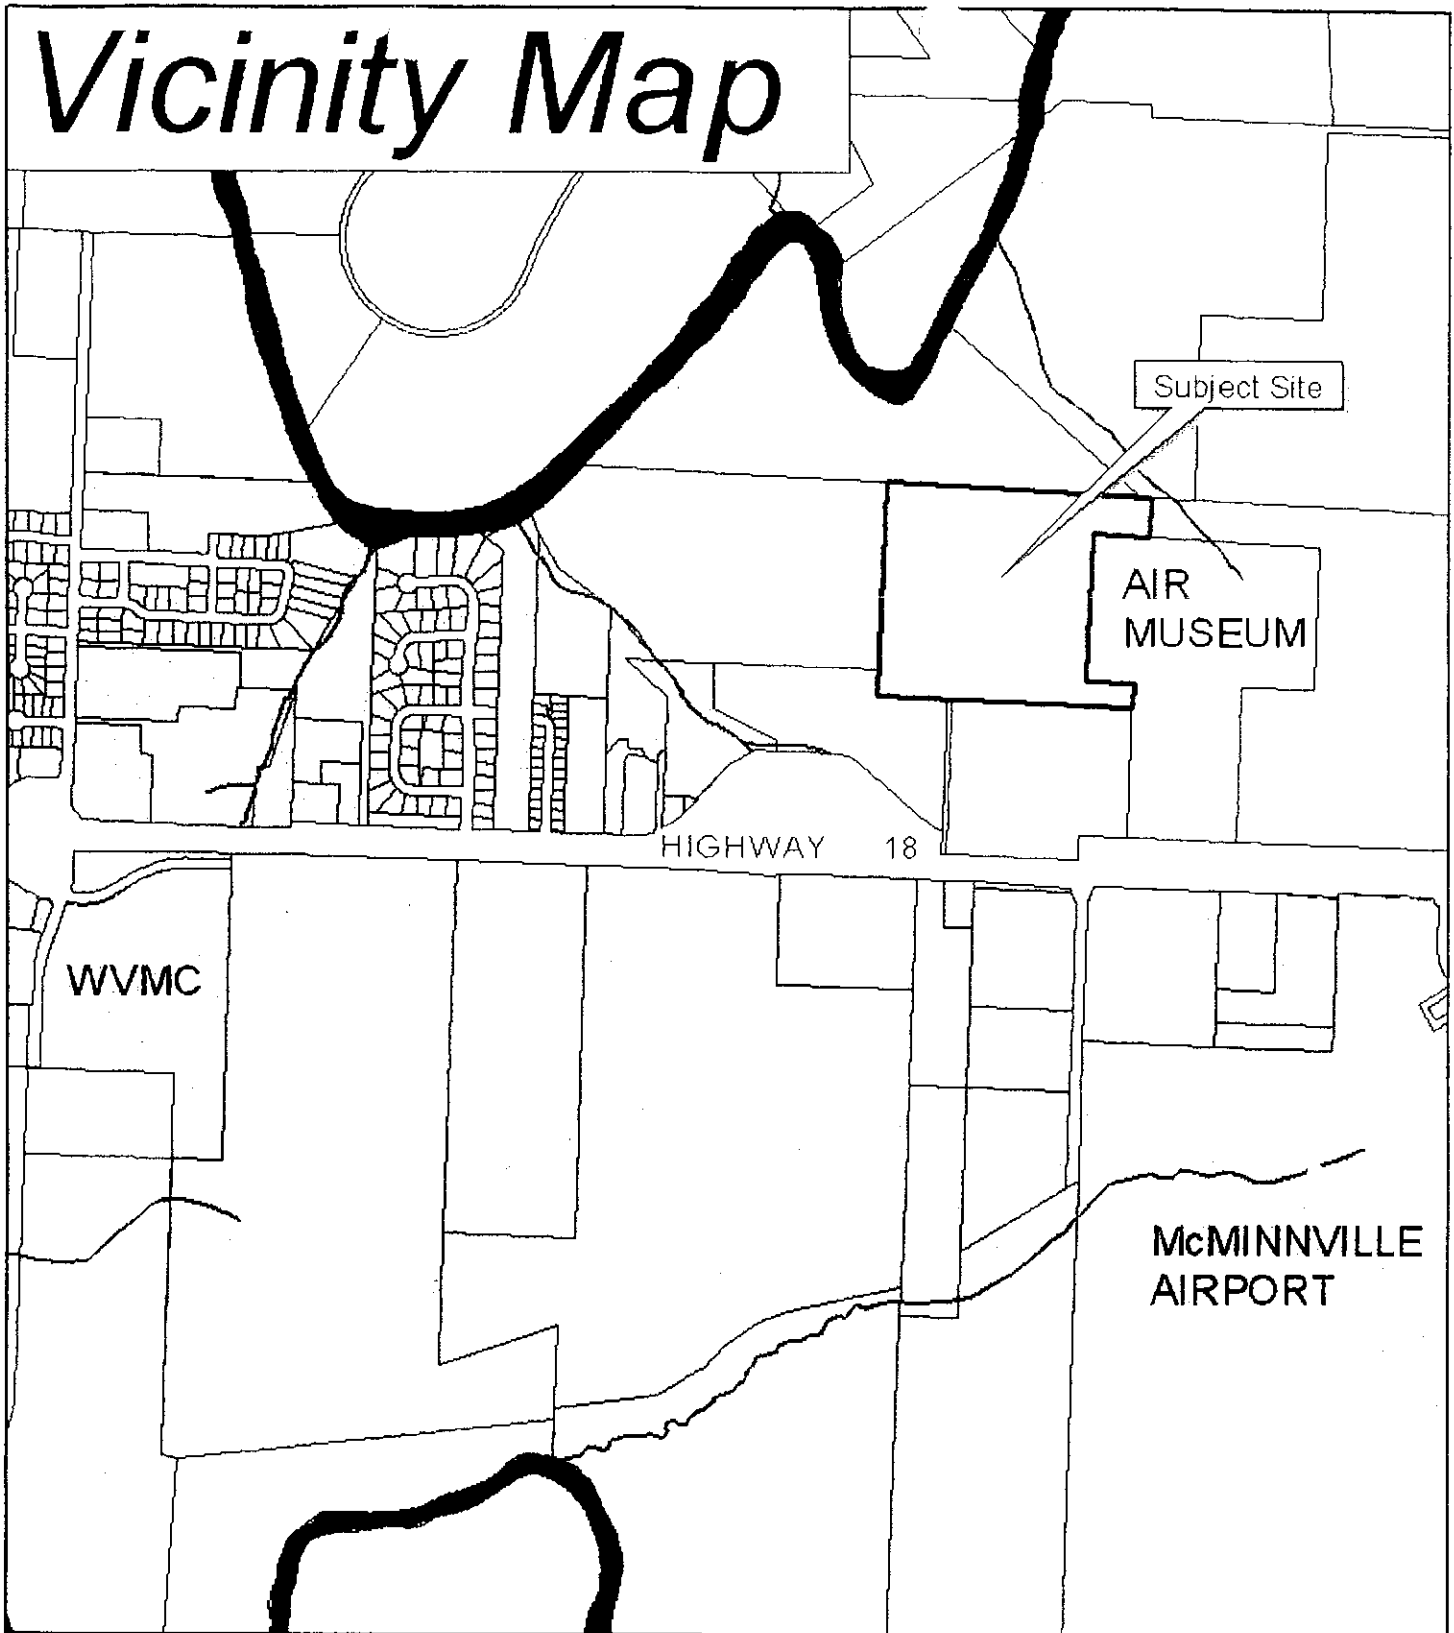 Vicinity Map
Subject Site
AIR
MUSEUM
HIGHWAY 18
WVMC
McMINNVILLE
AIRPORT